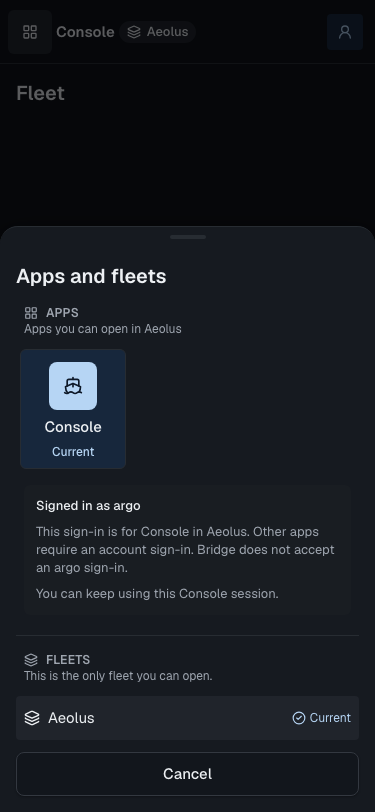 Console Aeolus
Fleet
Apps and fleets
APPS
Apps you can open in Aeolus
Console
Current
Signed in as argo
This sign-in is for Console in Aeolus. Other apps
require an account sign-in. Bridge does not accept
an argo sign-in.
You can keep using this Console session.
FLEETS
This is the only fleet you can open.
Aeolus Current
Cancel